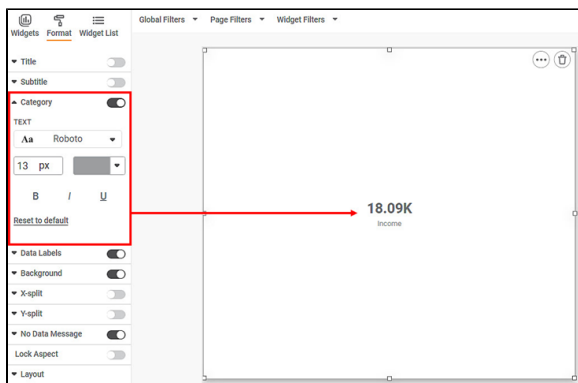 Widgets Format Widget List
Global Filters Page Filters Widget Filters
Title
Subtitle
Category
TEXT
Aa Roboto
13 px
B I U
Reset to default
18.09K
Income
Data Labels
Background
X-split
Y-split
No Data Message
Lock Aspect
Layout